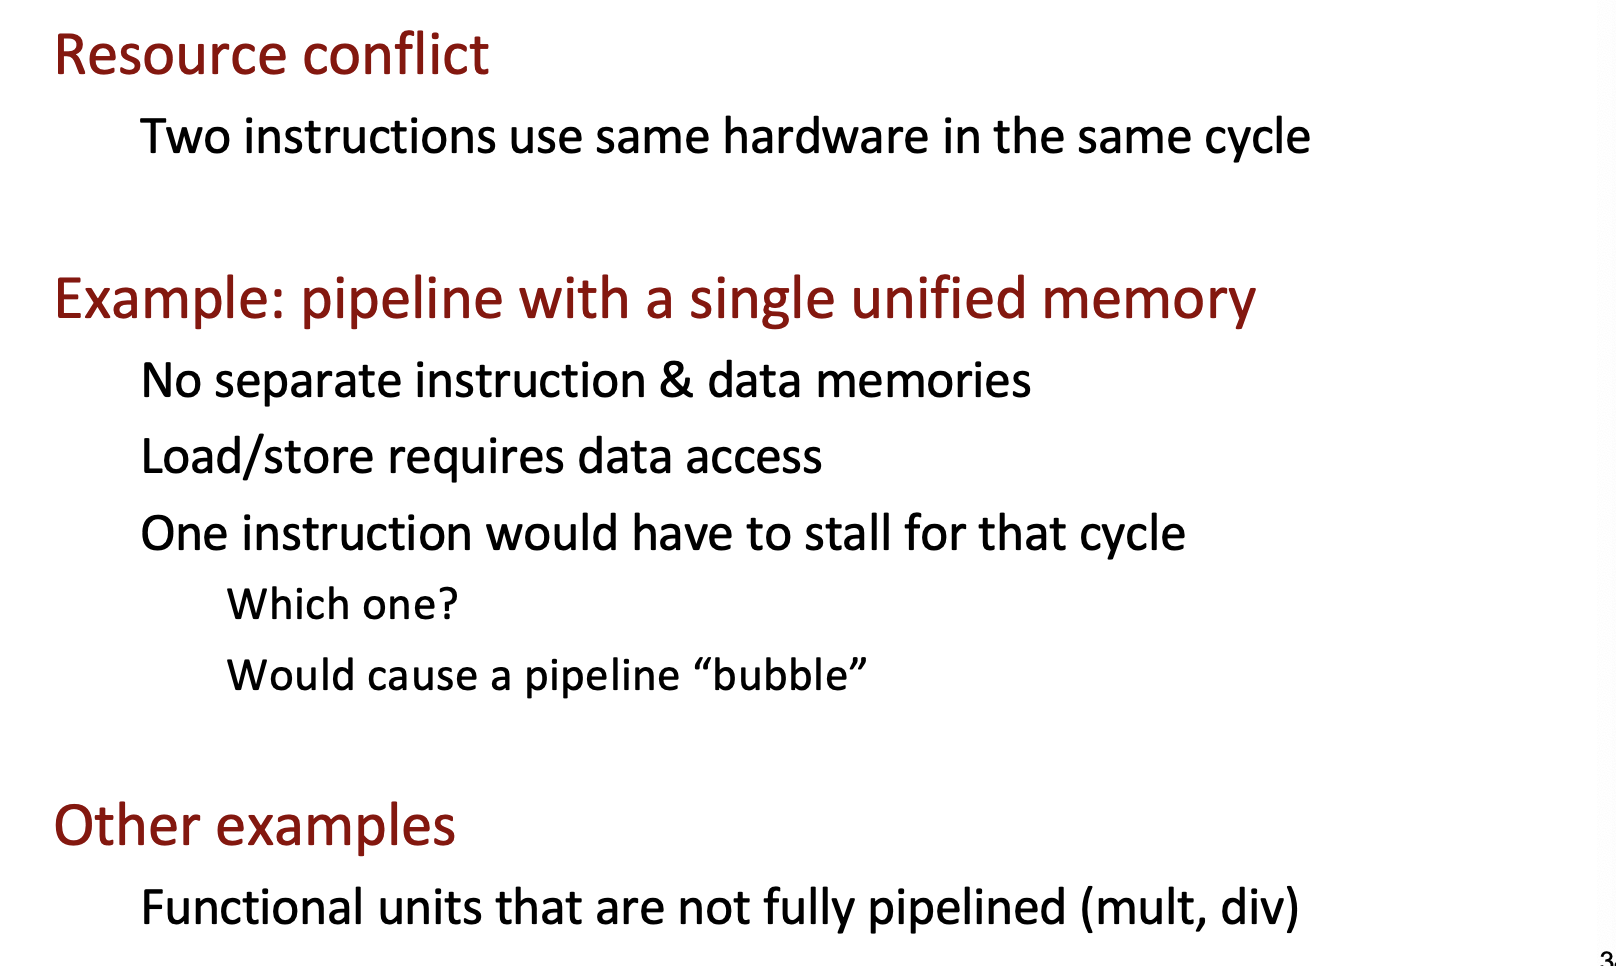 Resource conflict
Two instructions use same hardware in the same cycle
Example: pipeline with a single unified memory
No separate instruction & data memories
Load/store requires data access
One instruction would have to stall for that cycle
Which one?
Would cause a pipeline “bubble”
Other examples
Functional units that are not fully pipelined (mult, div)